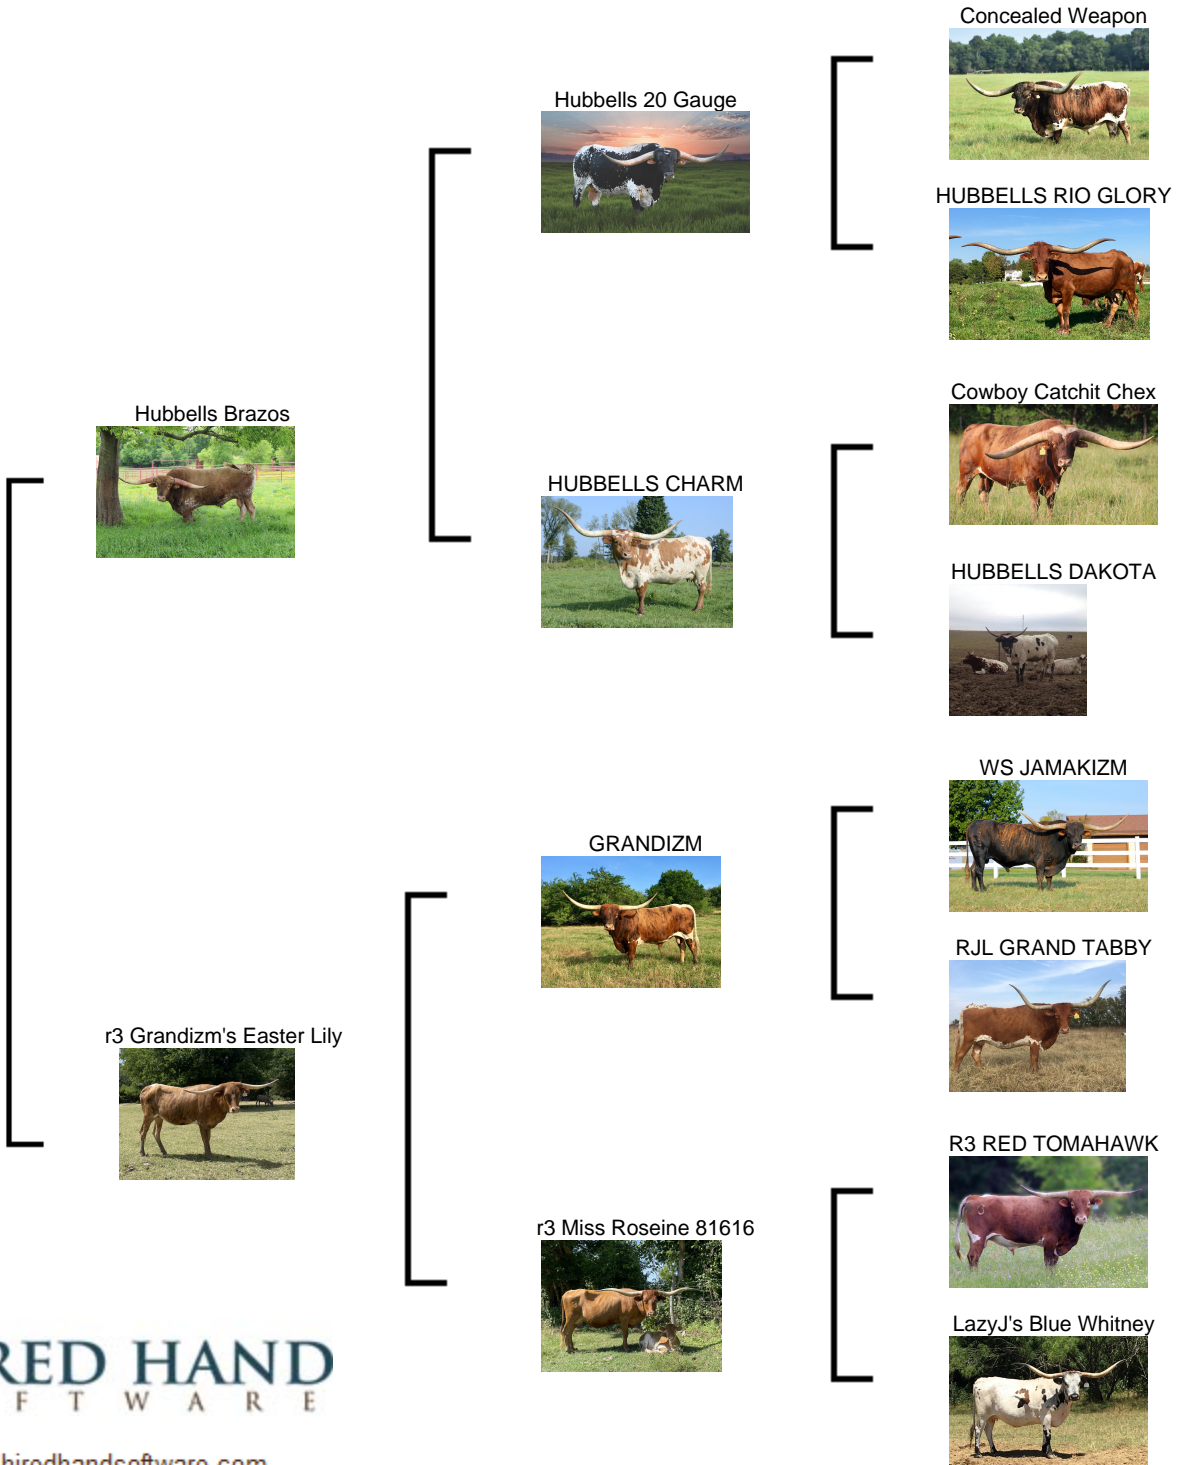 Concealed Weapon
Hubbells 20 Gauge
HUBBELLS RIO GLORY
Cowboy Catchit Chex
Hubbells Brazos
HUBBELLS CHARM
HUBBELLS DAKOTA
WS JAMAKIZM
GRANDIZM
RJL GRAND TABBY
r3 Grandizm's Easter Lily
R3 RED TOMAHAWK
r3 Miss Roseine 81616
LazyJ's Blue Whitney
RED HAND
F T W A R E
hiredhandsoftware.com